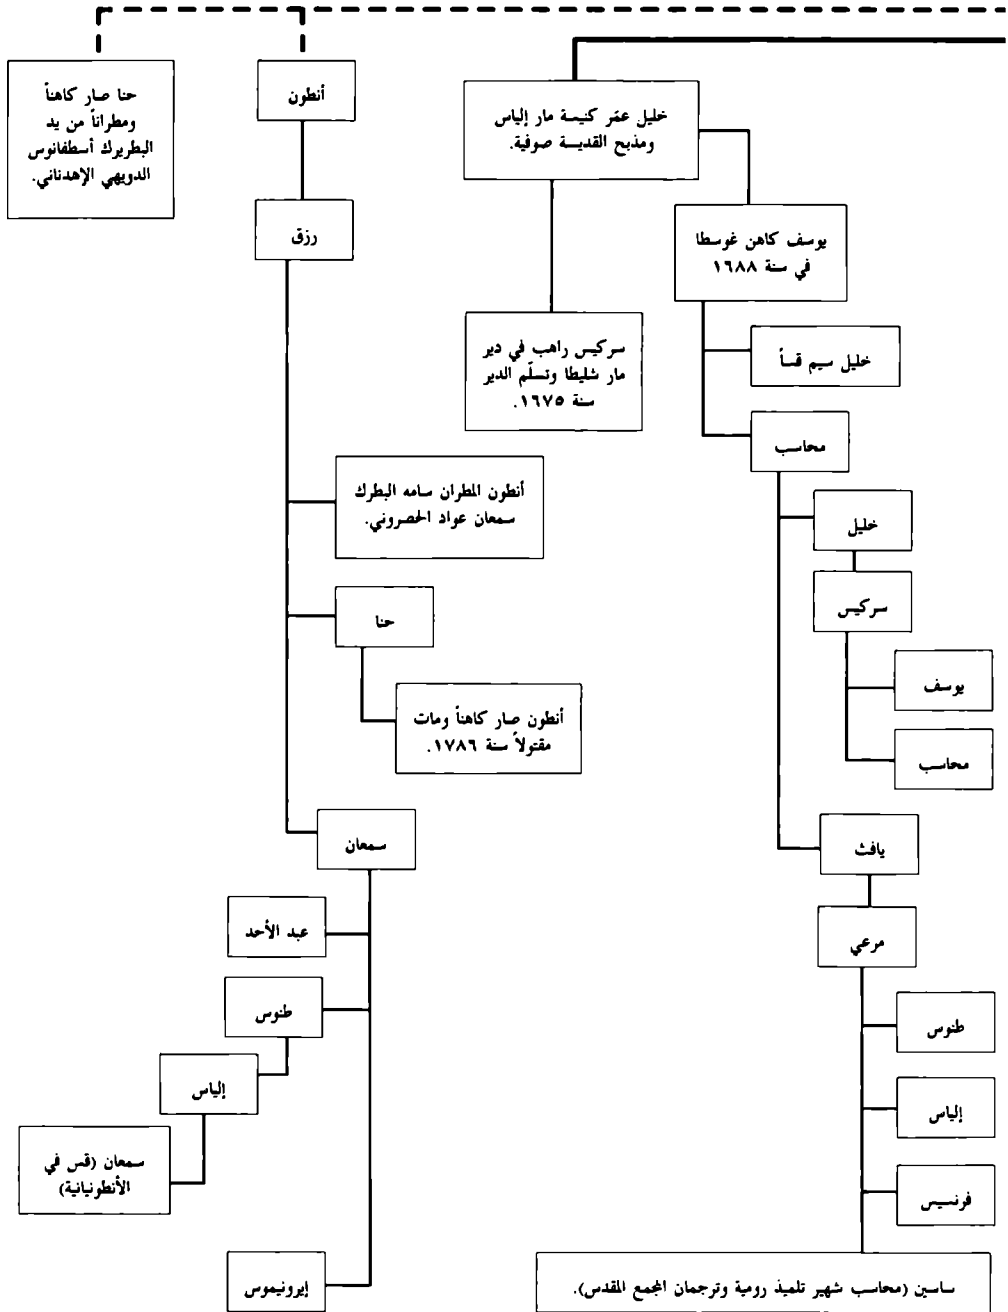 خليل عمّر كنيسة مار إلياس
ومذبح القديسة صوفية.
يوسف كاهن غوسطا
في سنة ١٦٨٨
سركيس راهب في دير
مار شليطا وتسلّم الدير
سنة ١٦٧٥.
خليل سيم قساً
محاسب
خليل
سركيس
يوسف
محاسب
يافث
مرعي
طنوس
إلياس
فرنسيس
ساسين (محاسب شهير تلميذ رومية وترجمان المجمع المقدس).
أنطون
رزق
أنطون المطران سامه البطرك
سمعان عواد الحصروني.
حنا
أنطون صار كاهناً ومات
مقتولاً سنة ١٧٨٦.
سمعان
عبد الأحد
طنوس
إلياس
سمعان (قس في
الأنطونيانية)
إيرونيموس
حنا صار كاهناً
ومطراناً من يد
البطريرك أسطفانوس
الدويهي الإهدناني.